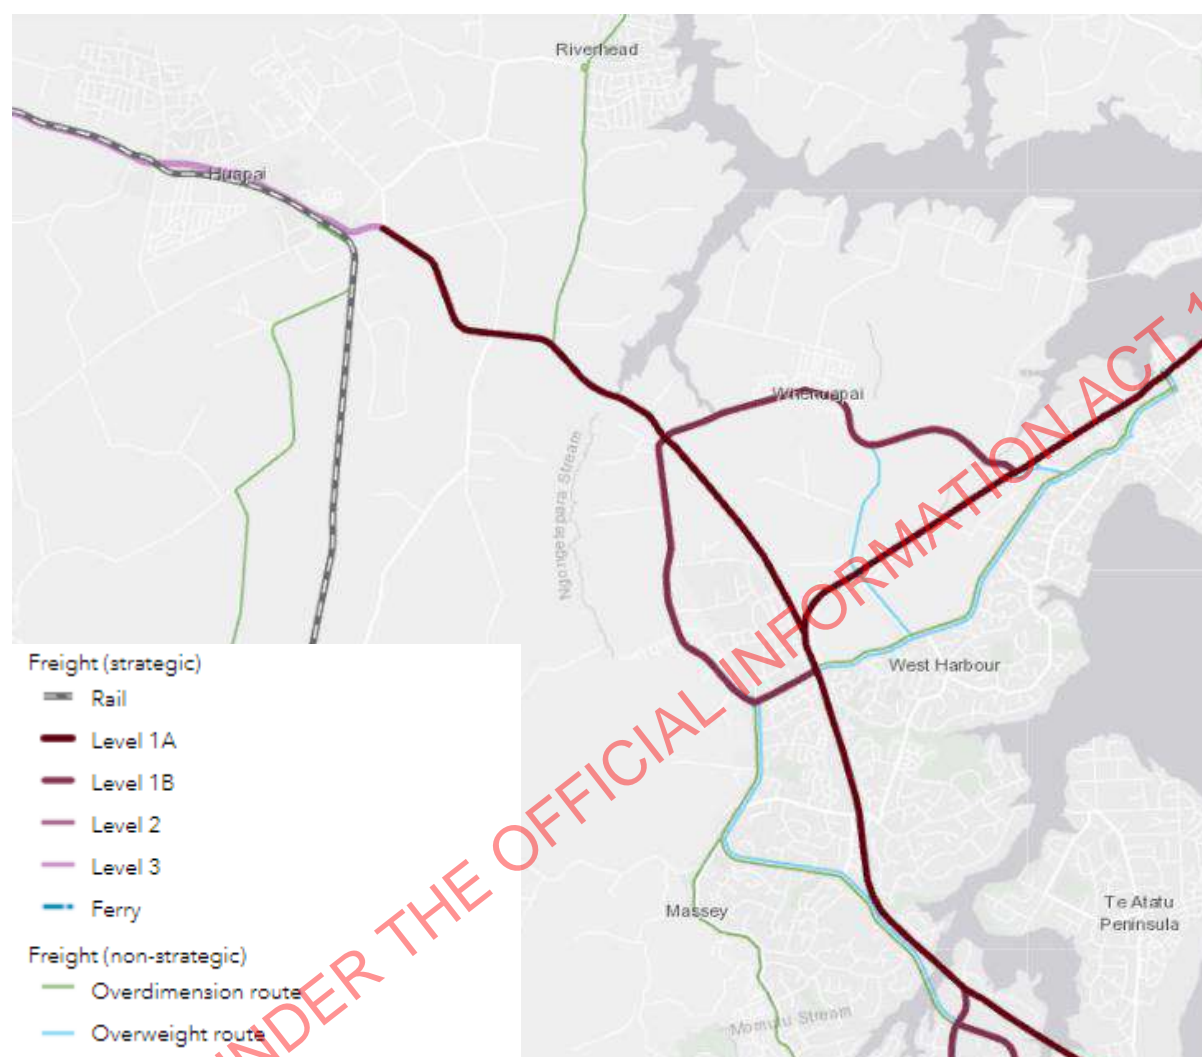 Riverhead
Huapai
Whenuapai
Ngongetepara Stream
West Harbour
Te Atatu
Peninsula
Massey
Momutu Stream
Freight (strategic)
Rail
Level 1A
Level 1B
Level 2
Level 3
Ferry
Freight (non-strategic)
Overdimension route
Overweight route
UNDER THE OFFICIAL INFORMATION ACT 1